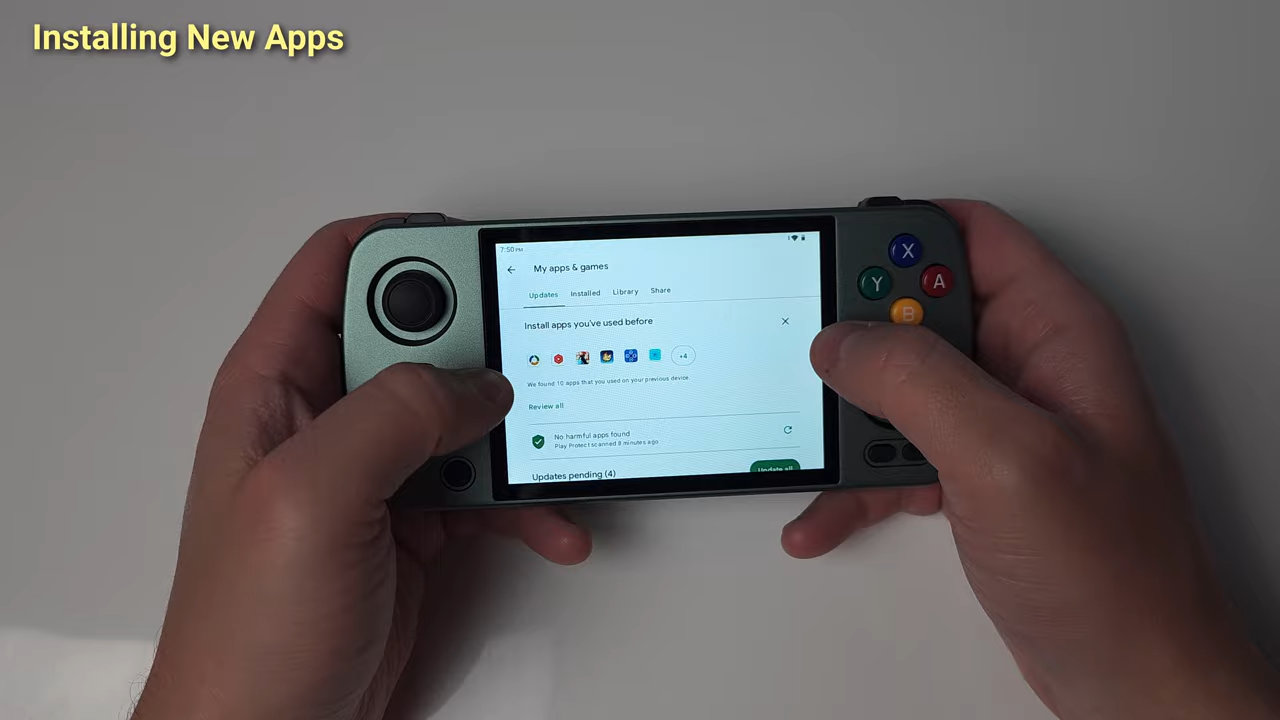 Installing New Apps
7:50 PM
My apps & games
Updates Installed Library Share
Install apps you've used before
+4
We found 10 apps that you used on your previous device.
Review all
No harmful apps found
Play Protect scanned 8 minutes ago
Updates pending (4)
Update all
X
Y
A
B